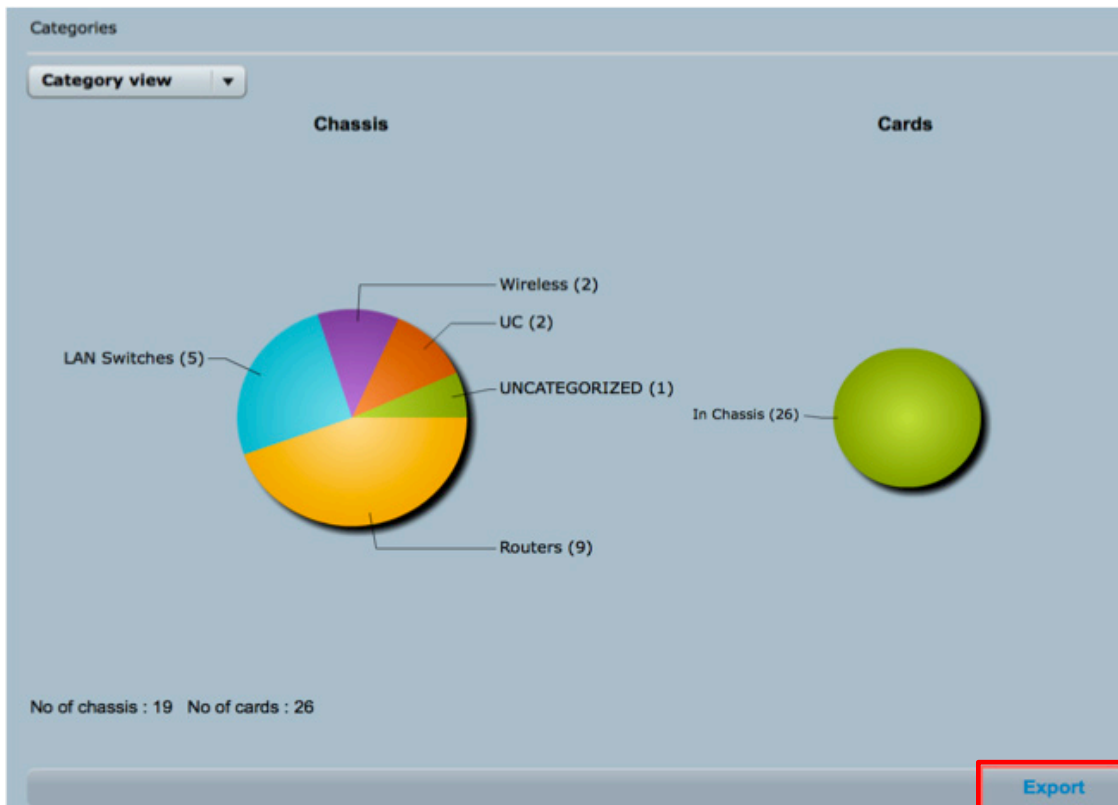 Categories
Category view
Chassis
Cards
Wireless (2)
UC (2)
LAN Switches (5)
UNCATEGORIZED (1)
In Chassis (26)
Routers (9)
No of chassis : 19 No of cards : 26
Export